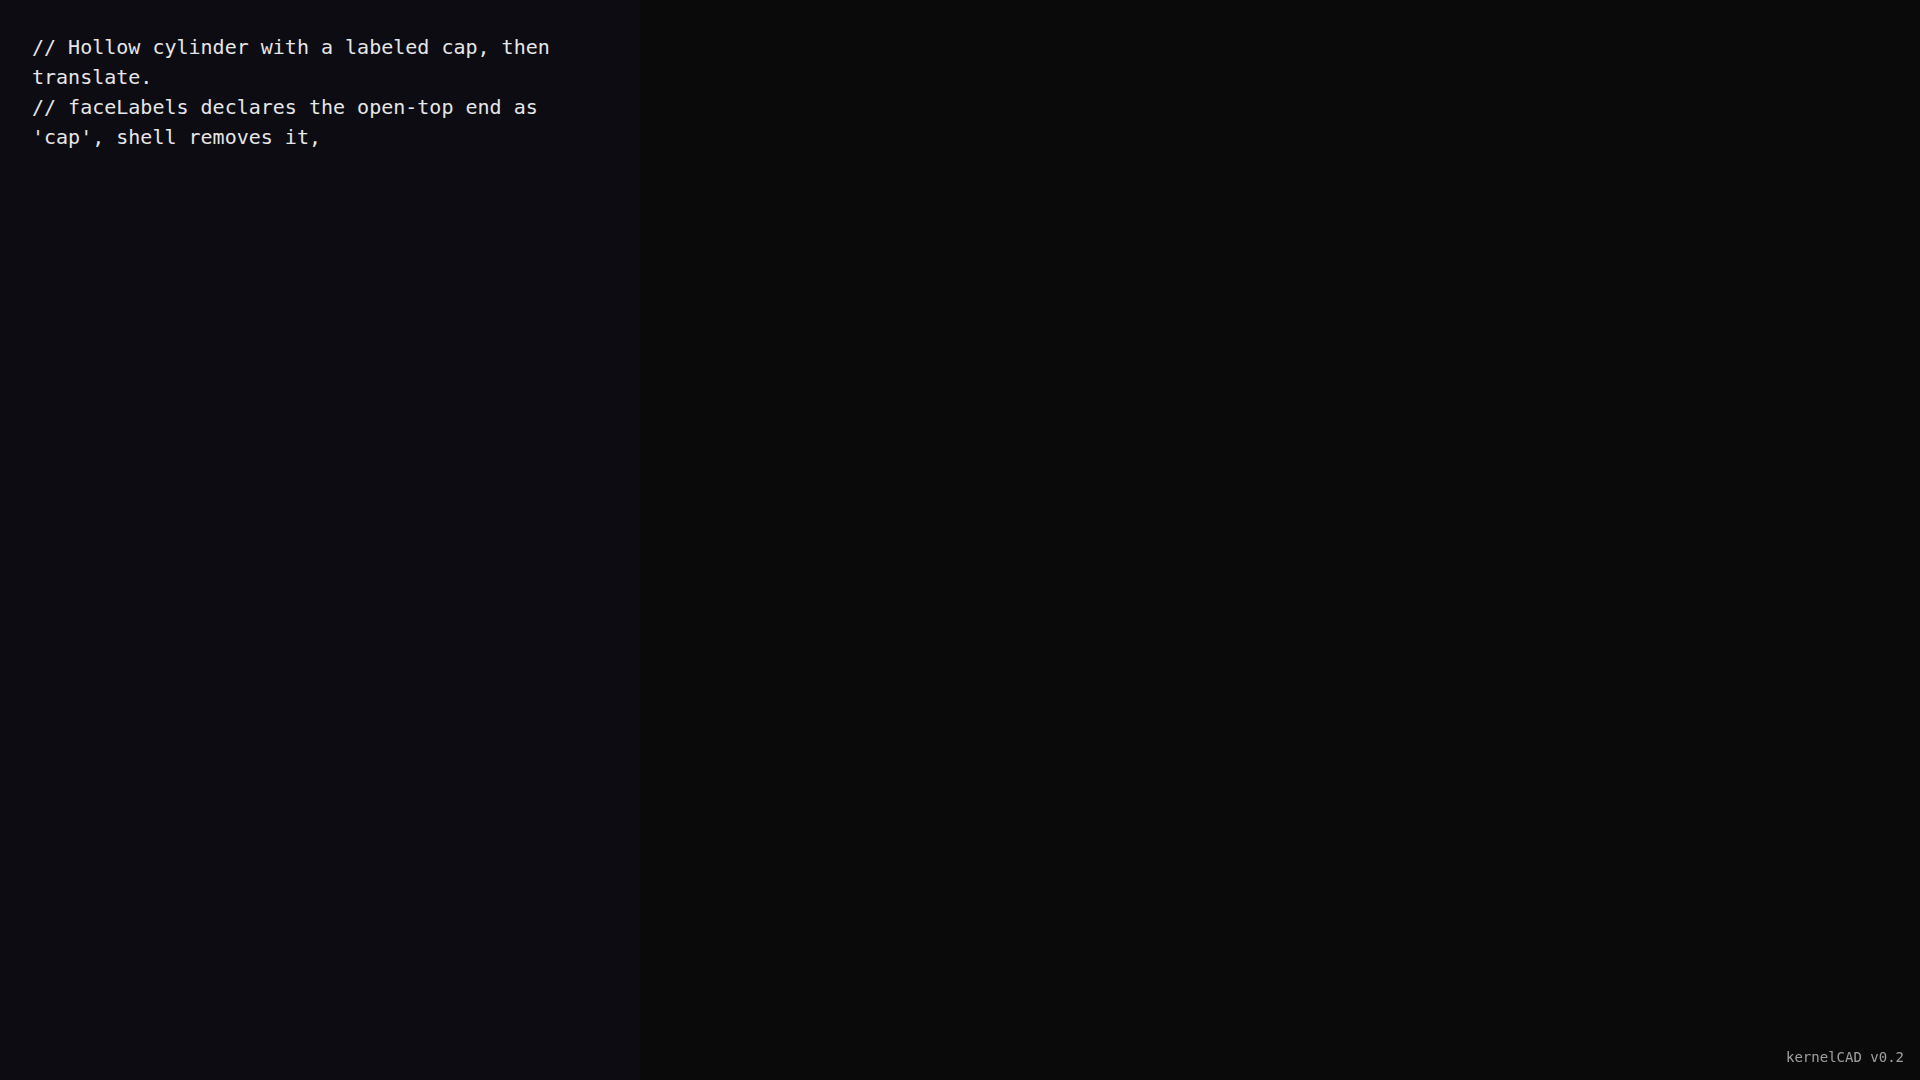 // Hollow cylinder with a labeled cap, then
translate.
// faceLabels declares the open-top end as
'cap', shell removes it,
kernelCAD v0.2